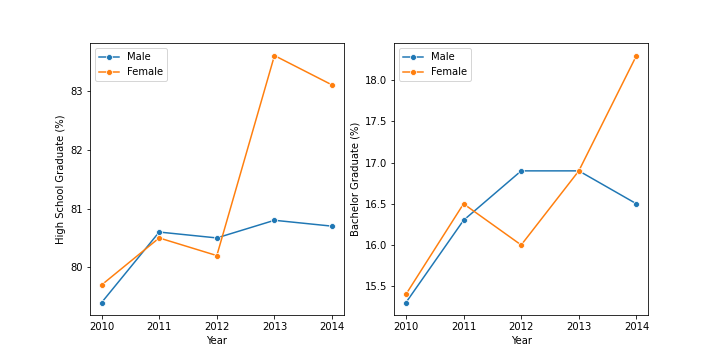 Male
Female
83
82
81
80
High School Graduate (%)
2010 2011 2012 2013 2014
Year
Male
Female
18.0
17.5
17.0
16.5
16.0
15.5
Bachelor Graduate (%)
2010 2011 2012 2013 2014
Year